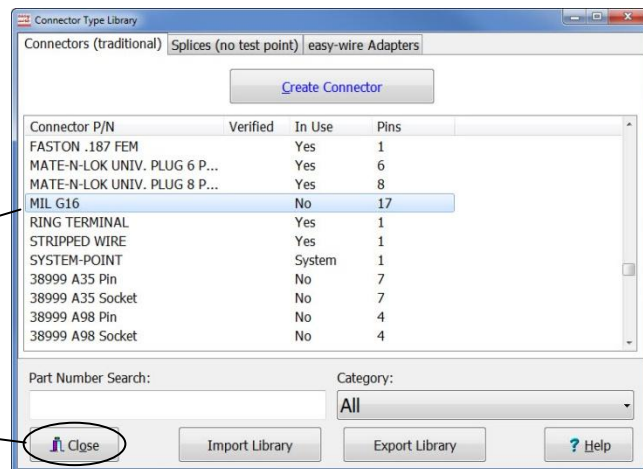 Connector Type Library
Connectors (traditional) Splices (no test point) easy-wire Adapters
Create Connector
Connector P/N Verified In Use Pins
FASTON .187 FEM Yes 1
MATE-N-LOK UNIV. PLUG 6 P... Yes 6
MATE-N-LOK UNIV. PLUG 8 P... Yes 8
MIL G16 No 17
RING TERMINAL Yes 1
STRIPPED WIRE Yes 1
SYSTEM-POINT System 1
38999 A35 Pin No 7
38999 A35 Socket No 7
38999 A98 Pin No 4
38999 A98 Socket No 4
Part Number Search: Category:
All
Close Import Library Export Library ? Help